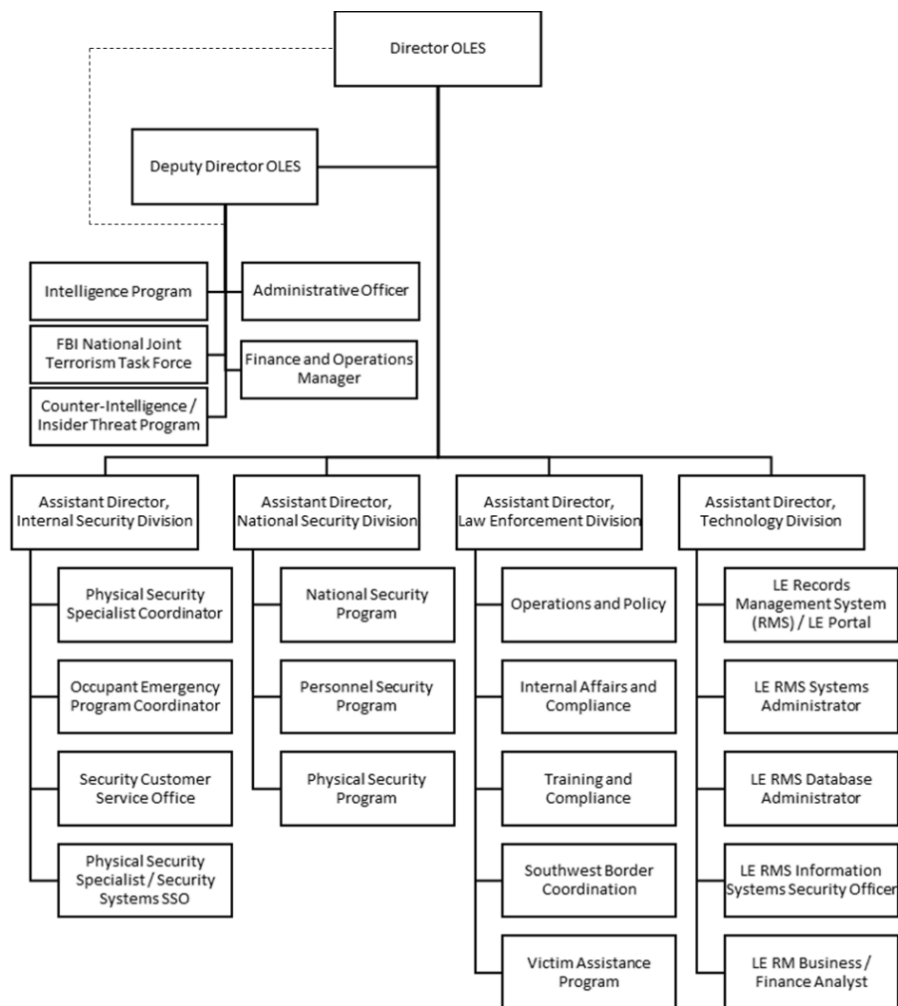 Director OLES
Deputy Director OLES
Intelligence Program
Administrative Officer
FBI National Joint
Terrorism Task Force
Finance and Operations
Manager
Counter-Intelligence /
Insider Threat Program
Assistant Director,
Internal Security Division
Assistant Director,
National Security Division
Assistant Director,
Law Enforcement Division
Assistant Director,
Technology Division
Physical Security
Specialist Coordinator
Occupant Emergency
Program Coordinator
Security Customer
Service Office
Physical Security
Specialist / Security
Systems SSO
National Security
Program
Personnel Security
Program
Physical Security
Program
Operations and Policy
Internal Affairs and
Compliance
Training and
Compliance
Southwest Border
Coordination
Victim Assistance
Program
LE Records
Management System
(RMS) / LE Portal
LE RMS Systems
Administrator
LE RMS Database
Administrator
LE RMS Information
Systems Security Officer
LE RM Business /
Finance Analyst